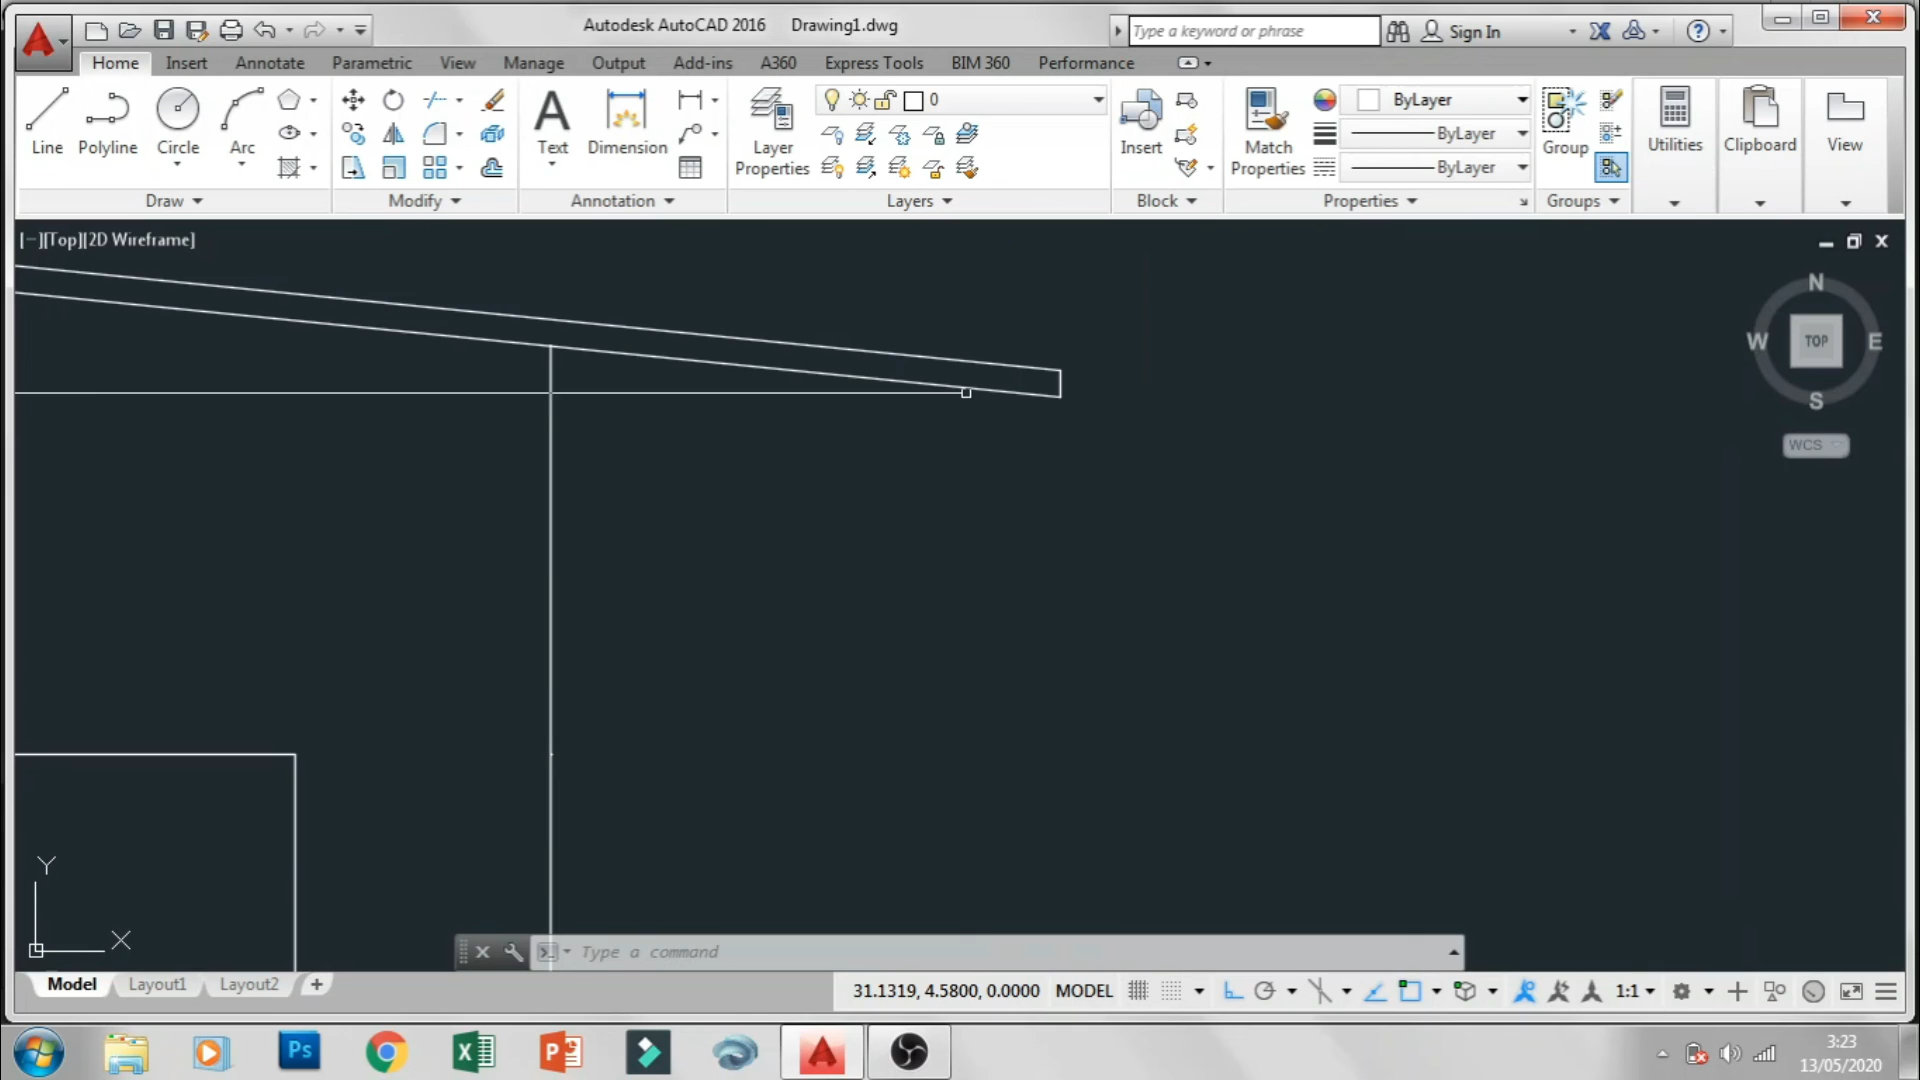 Autodesk AutoCAD 2016 Drawing1.dwg
Type a keyword or phrase
Sign In
Home Insert Annotate Parametric View Manage Output Add-ins A360 Express Tools BIM 360 Performance
Line Polyline Circle Arc
Text Dimension
Layer Properties
0
Insert
Match Properties
ByLayer
ByLayer
ByLayer
Group
Utilities
Clipboard
View
Draw Modify Annotation Layers Block Properties Groups
[−][Top][2D Wireframe]
N
W TOP E
S
WCS
Y
X
Type a command
Model Layout1 Layout2 +
31.1319, 4.5800, 0.0000 MODEL 1:1
Ps
3:23
13/05/2020